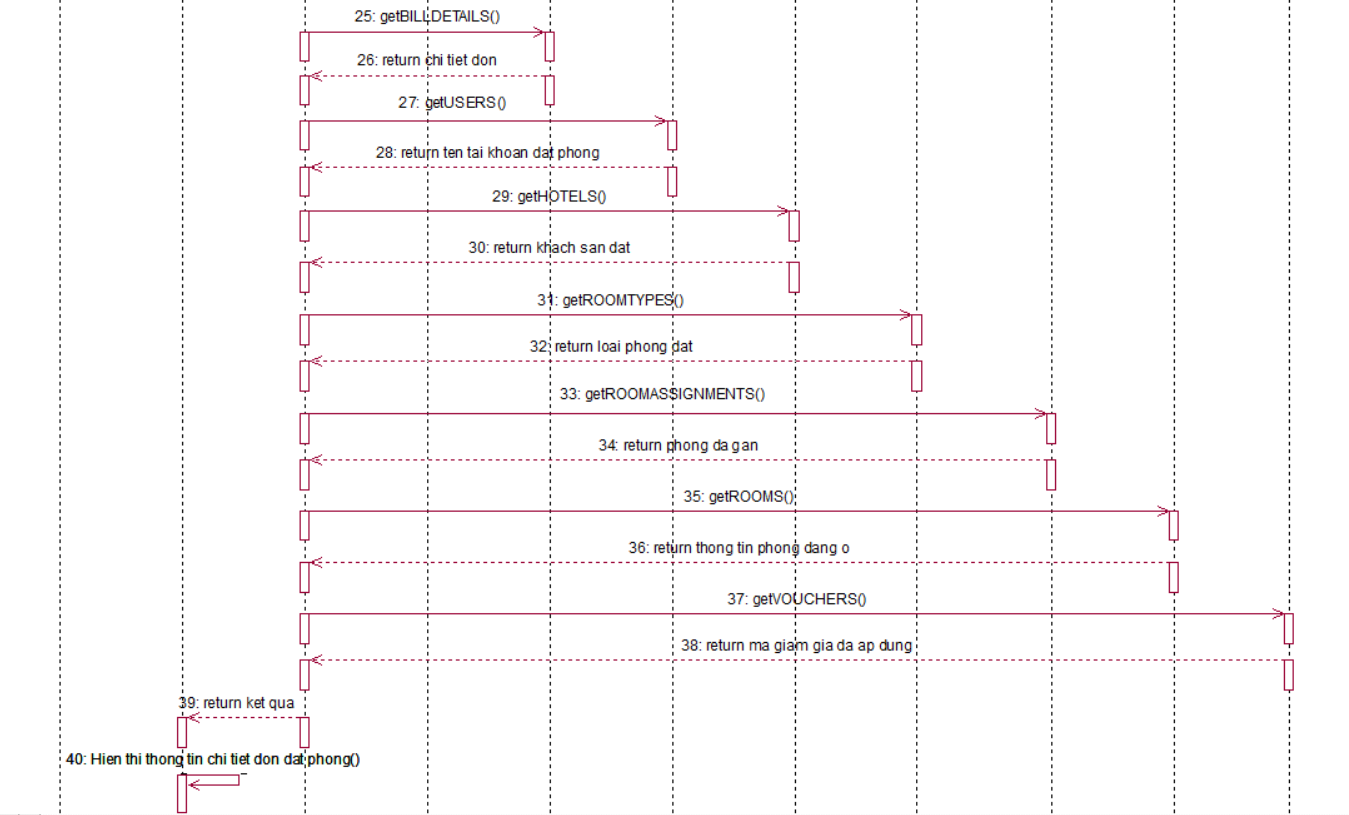 25: getBILLDETAILS()
26: return chi tiet don
27: getUSERS()
28: return ten tai khoan dat phong
29: getHOTELS()
30: return khach san dat
31: getROOMTYPES()
32: return loai phong dat
33: getROOMASSIGNMENTS()
34: return phong da gan
35: getROOMS()
36: return thong tin phong dang o
37: getVOUCHERS()
38: return ma giam gia da ap dung
39: return ket qua
40: Hien thi thong tin chi tiet don dat phong()